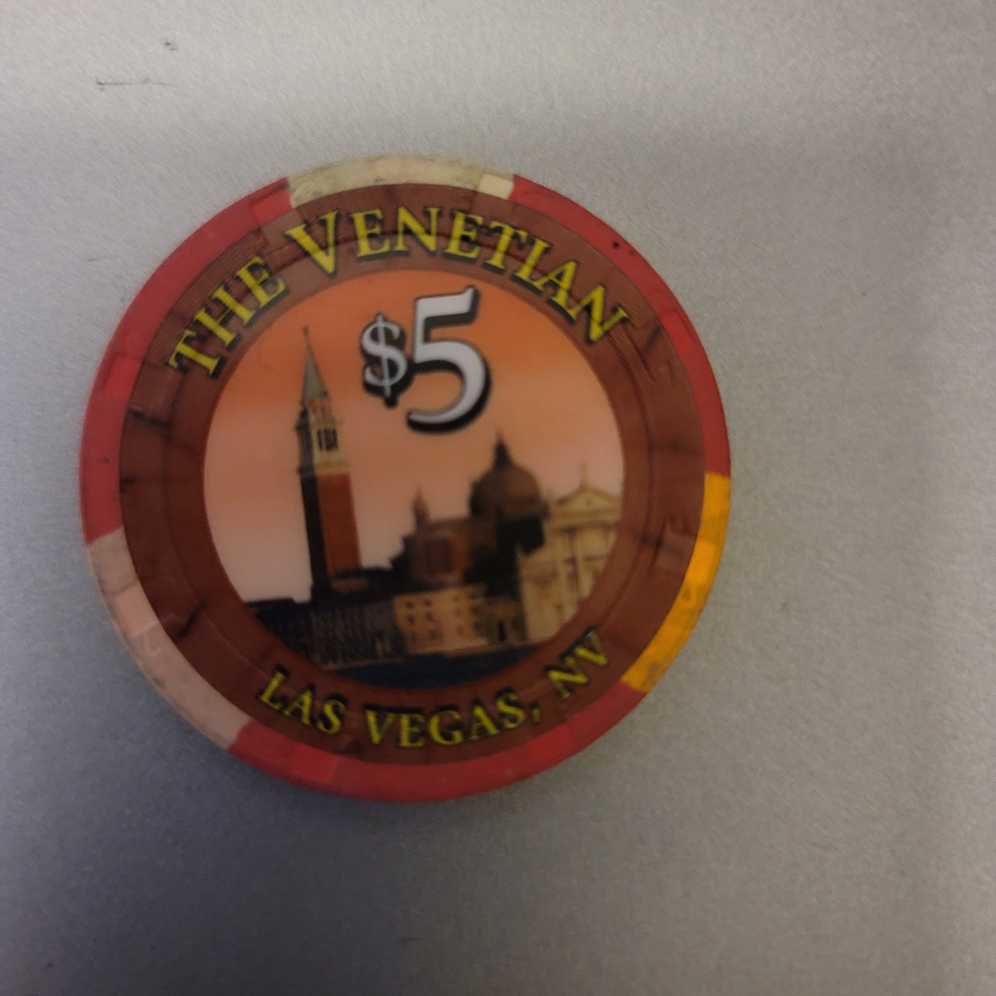 THE VENETIAN
$5
LAS VEGAS, NV